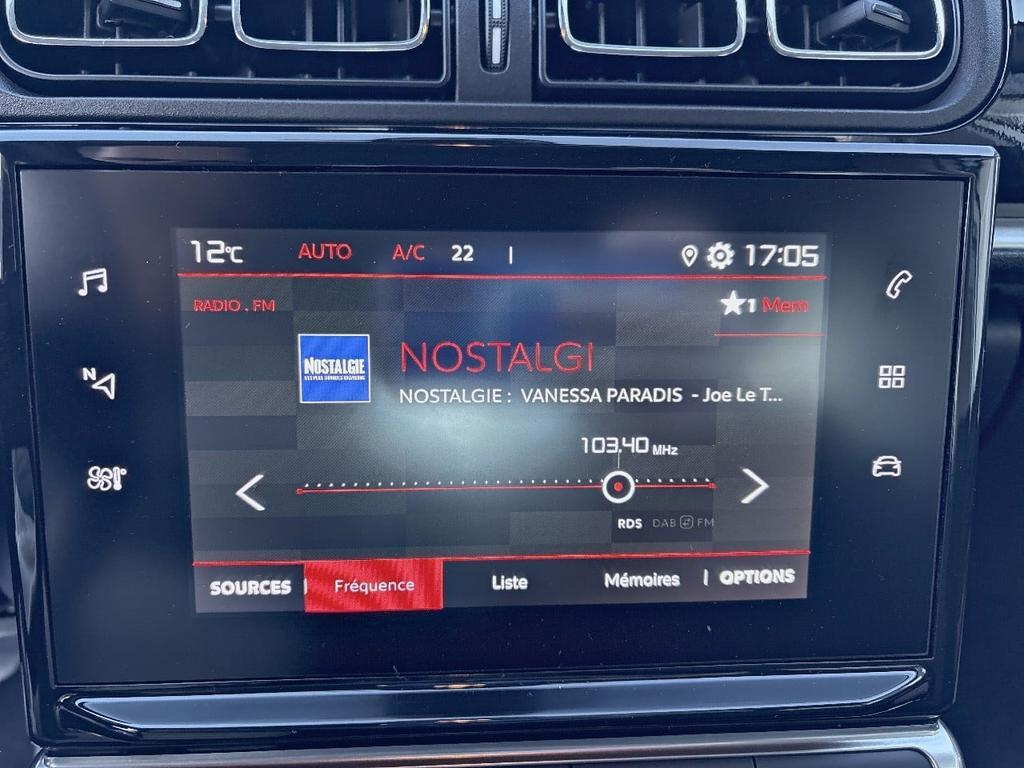 12°C AUTO A/C 22 17:05
RADIO . FM 1 Mem
NOSTALGIE
NOSTALGI
NOSTALGIE : VANESSA PARADIS - Joe Le T...
103.40 MHz
RDS DAB FM
SOURCES Fréquence Liste Mémoires OPTIONS
N